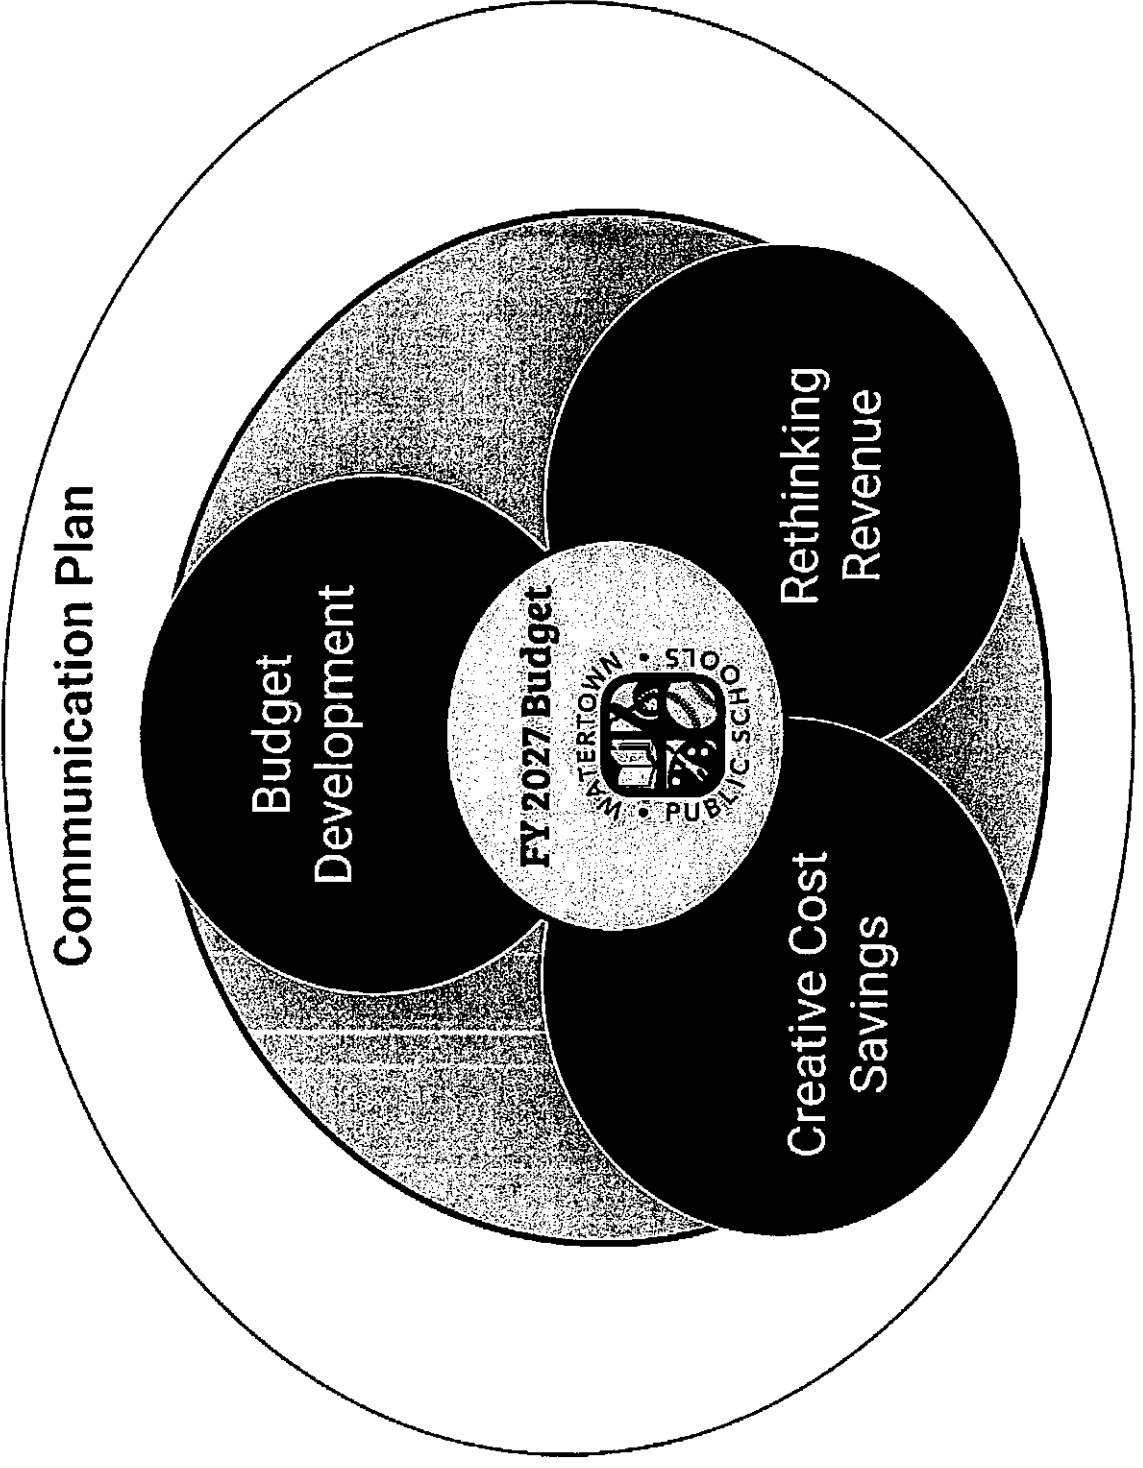 Communication Plan
Budget
Development
FY 2027 Budget
WATERTOWN • PUBLIC SCHOOLS •
Creative Cost
Savings
Rethinking
Revenue